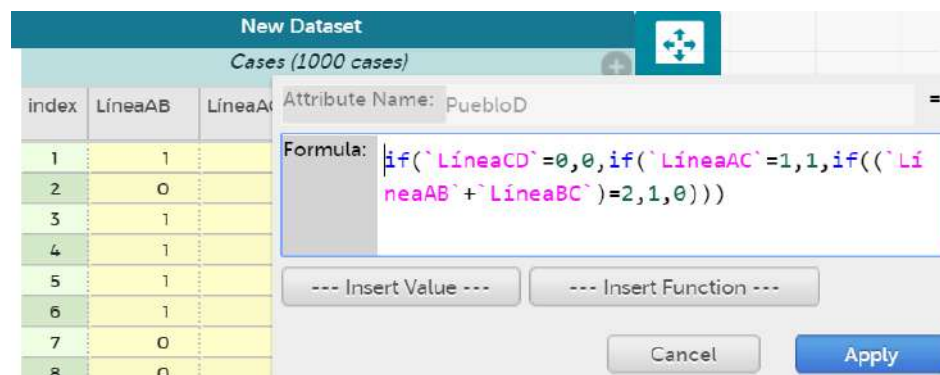 New Dataset
Cases (1000 cases)
index LíneaAB
Attribute Name: PuebloD =
Formula: if(`LíneaCD`=0,0,if(`LíneaAC`=1,1,if((`Lí
neaAB`+`LíneaBC`)=2,1,0)))
1 1
2 0
3 1
4 1
5 1
6 1
7 0
8 0
--- Insert Value --- --- Insert Function ---
Cancel Apply